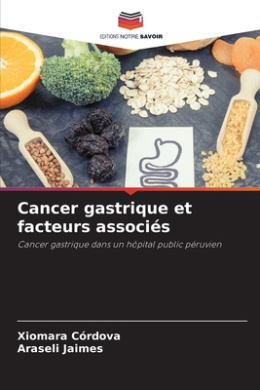 EDITIONS NOTRE SAVOIR
Cancer gastrique et
facteurs associés
Cancer gastrique dans un hôpital public péruvien
Xiomara Córdova
Araseli Jaimes